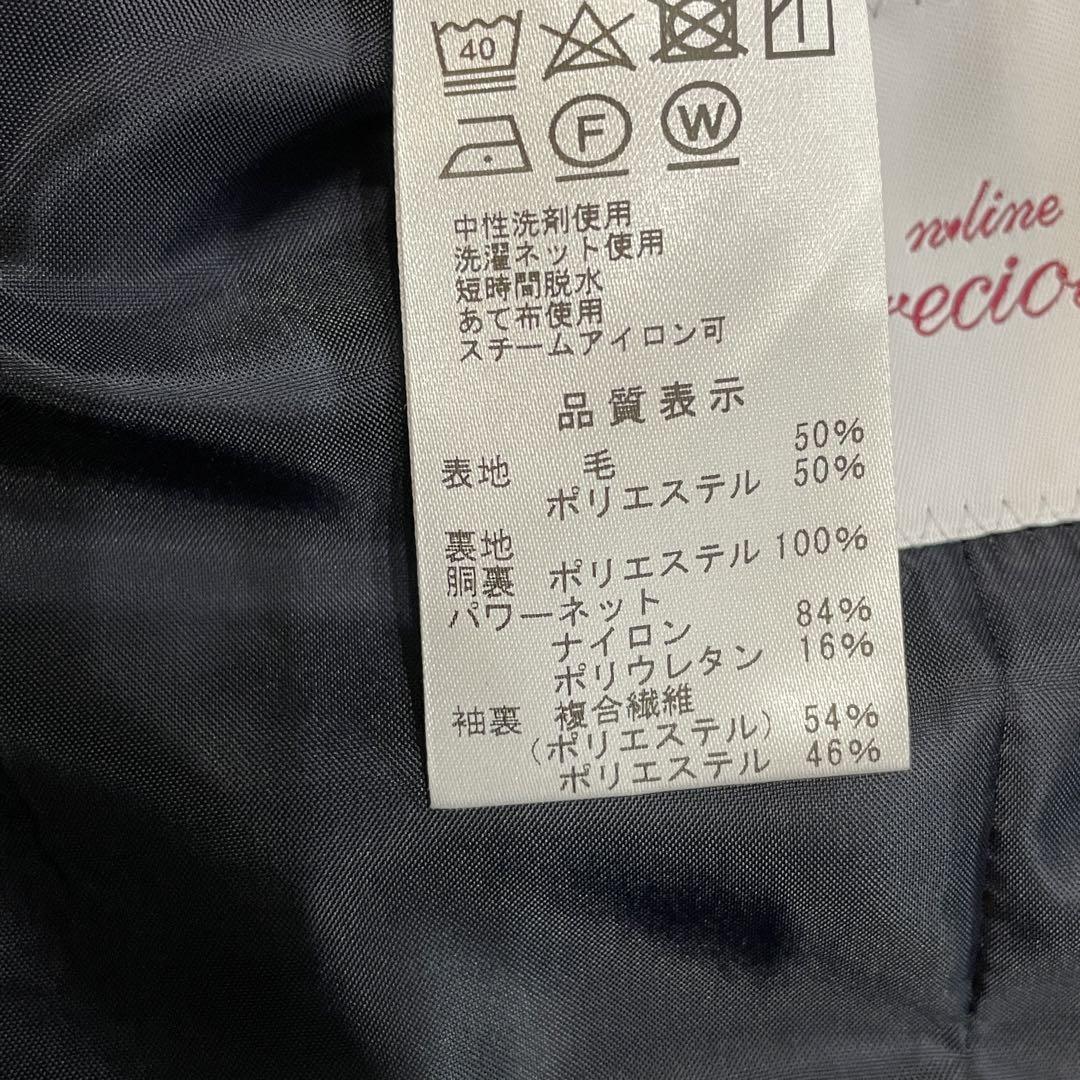 40
F
W
中性洗剤使用
洗濯ネット使用
短時間脱水
あて布使用
スチームアイロン可
品質表示
表地 毛 50%
ポリエステル 50%
裏地
胴裏 ポリエステル 100%
パワーネット
ナイロン 84%
ポリウレタン 16%
袖裏 複合繊維
(ポリエステル) 54%
ポリエステル 46%
n♥line